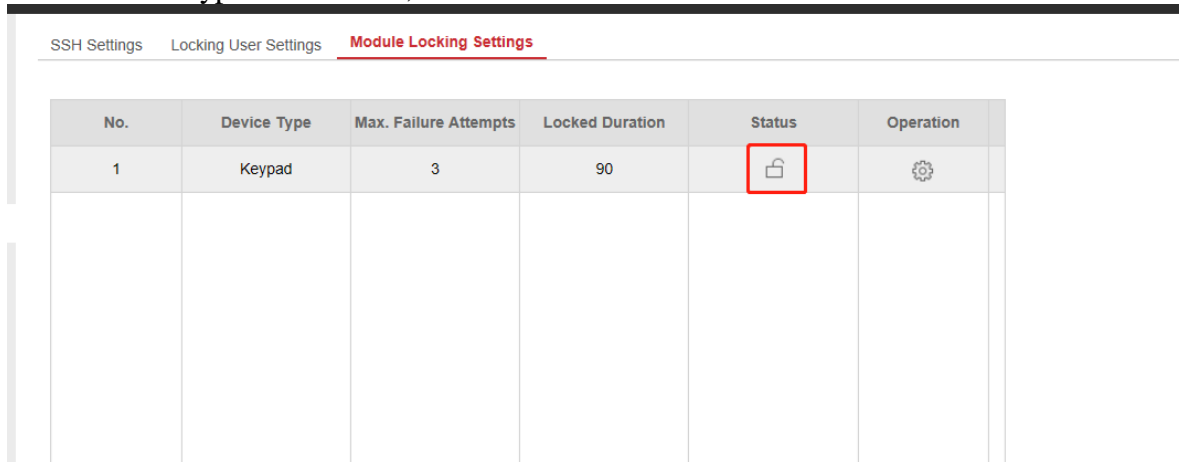 SSH Settings Locking User Settings Module Locking Settings
No. Device Type Max. Failure Attempts Locked Duration Status Operation
1 Keypad 3 90